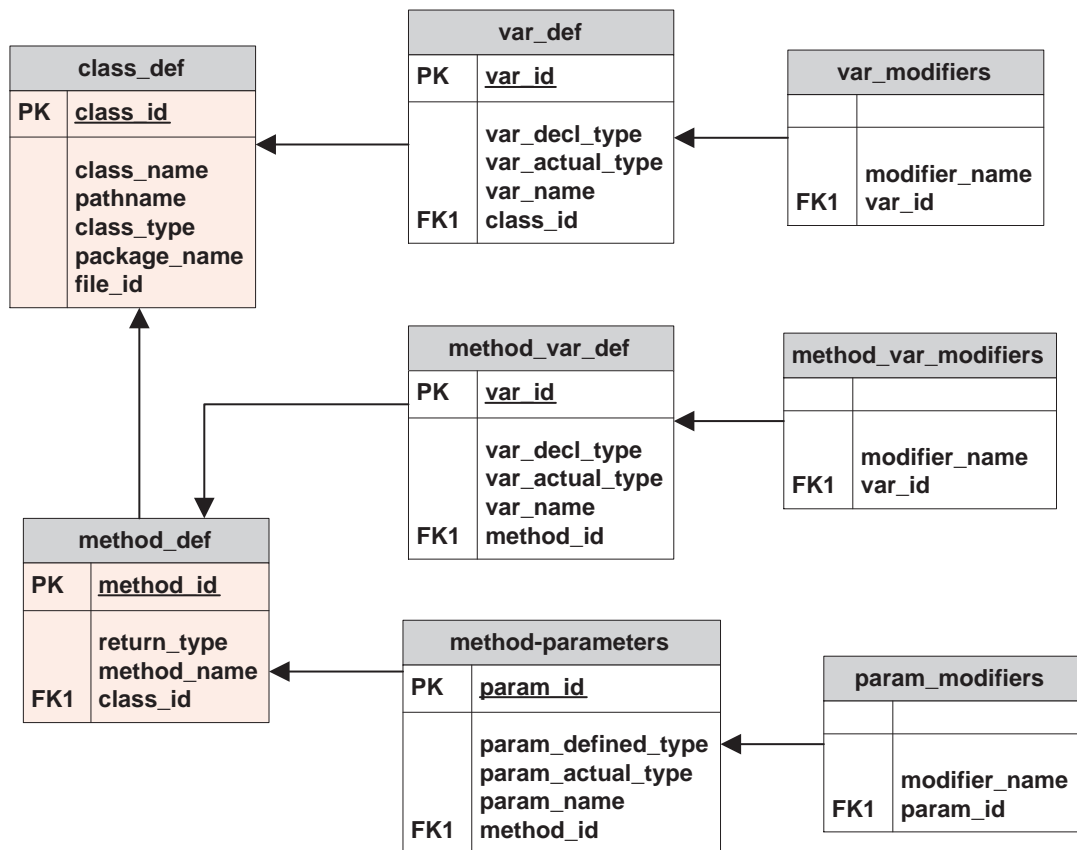 class_def
PK class_id
class_name
pathname
class_type
package_name
file_id
var_def
PK var_id
var_decl_type
var_actual_type
var_name
FK1 class_id
var_modifiers
modifier_name
FK1 var_id
method_var_def
PK var_id
var_decl_type
var_actual_type
var_name
FK1 method_id
method_var_modifiers
modifier_name
FK1 var_id
method_def
PK method_id
return_type
method_name
FK1 class_id
method-parameters
PK param_id
param_defined_type
param_actual_type
param_name
FK1 method_id
param_modifiers
modifier_name
FK1 param_id